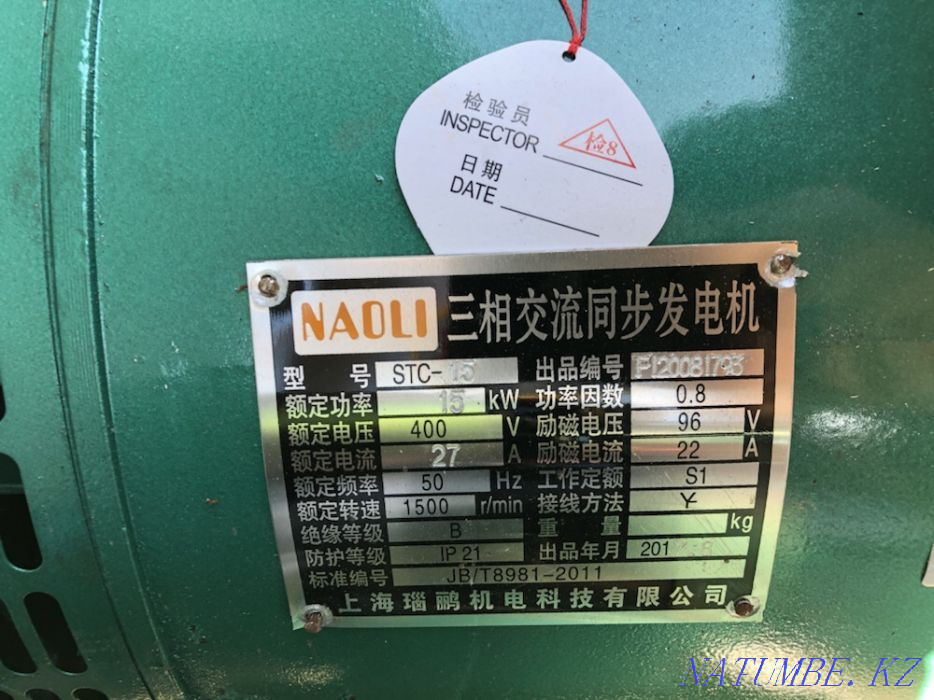 检验员
INSPECTOR
检8
日期
DATE
NAOLI 三相交流同步发电机
型号 STC-15 出品编号 F120081793
额定功率 15 kW 功率因数 0.8
额定电压 400 V 励磁电压 96 V
额定电流 27 A 励磁电流 22 A
额定频率 50 Hz 工作定额 S1
额定转速 1500 r/min 接线方法 Y
绝缘等级 B 重量 kg
防护等级 IP 21 出品年月 201
标准编号 JB/T8981-2011
上海瑙鹂机电科技有限公司
NATUMBE.KZ